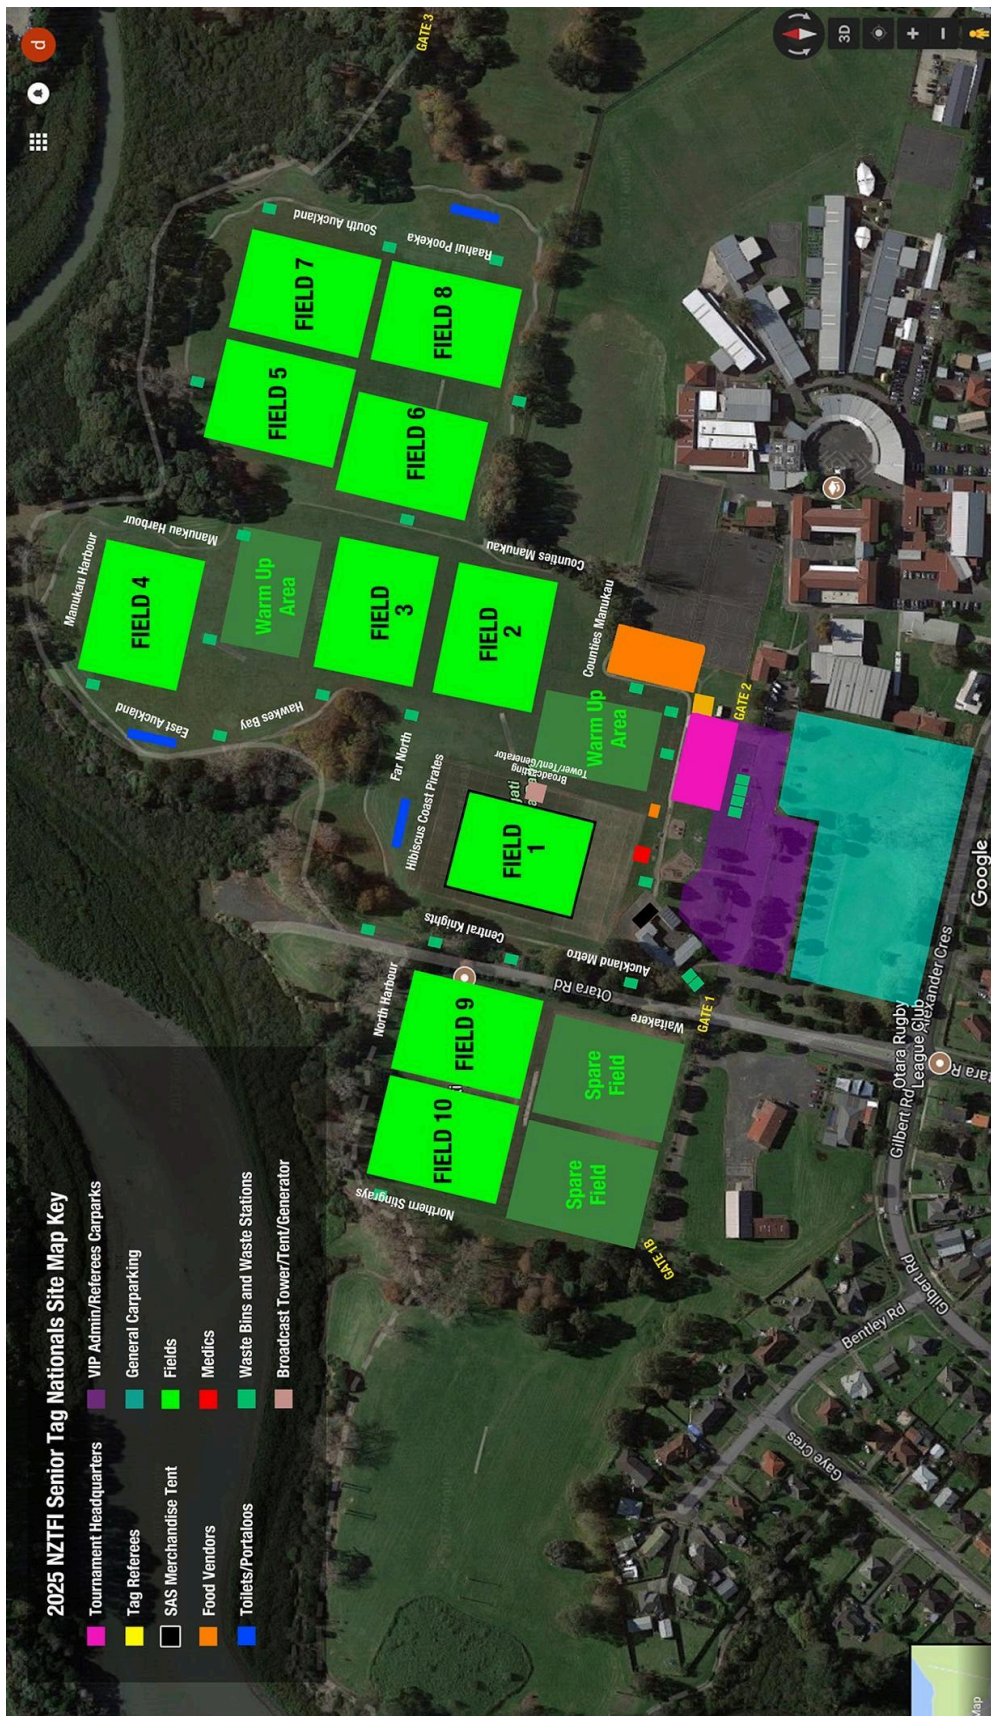 2025 NZTFI Senior Tag Nationals Site Map Key
Tournament Headquarters
Tag Referees
SAS Merchandise Tent
Food Vendors
Toilets/Portaloos
VIP Admin/Referees Carparks
General Carparking
Fields
Medics
Waste Bins and Waste Stations
Broadcast Tower/Tent/Generator
d
3D
GATE 3
South Auckland
Raahui Pookeka
FIELD 7
FIELD 8
FIELD 5
FIELD 6
Manukau Harbour
Manukau Harbour
FIELD 4
Warm Up
Area
FIELD
3
FIELD
2
Counties Manukau
Counties Manukau
East Auckland
Hawkes Bay
Far North
Hibiscus Coast Pirates
Warm Up
Area
Broadcasting
Tower/Tent/Generator
FIELD
1
GATE 2
Central Knights
Auckland Metro
Otara Rd
North Harbour
FIELD 9
FIELD 10
Northern Stingrays
Waitakere
GATE 1
Spare
Field
Spare
Field
GATE 1B
Otara Rugby
League Club
Alexander Cres
Gilbert Rd
Gilbert Rd
Bentley Rd
Gaye Cres
Google
Map